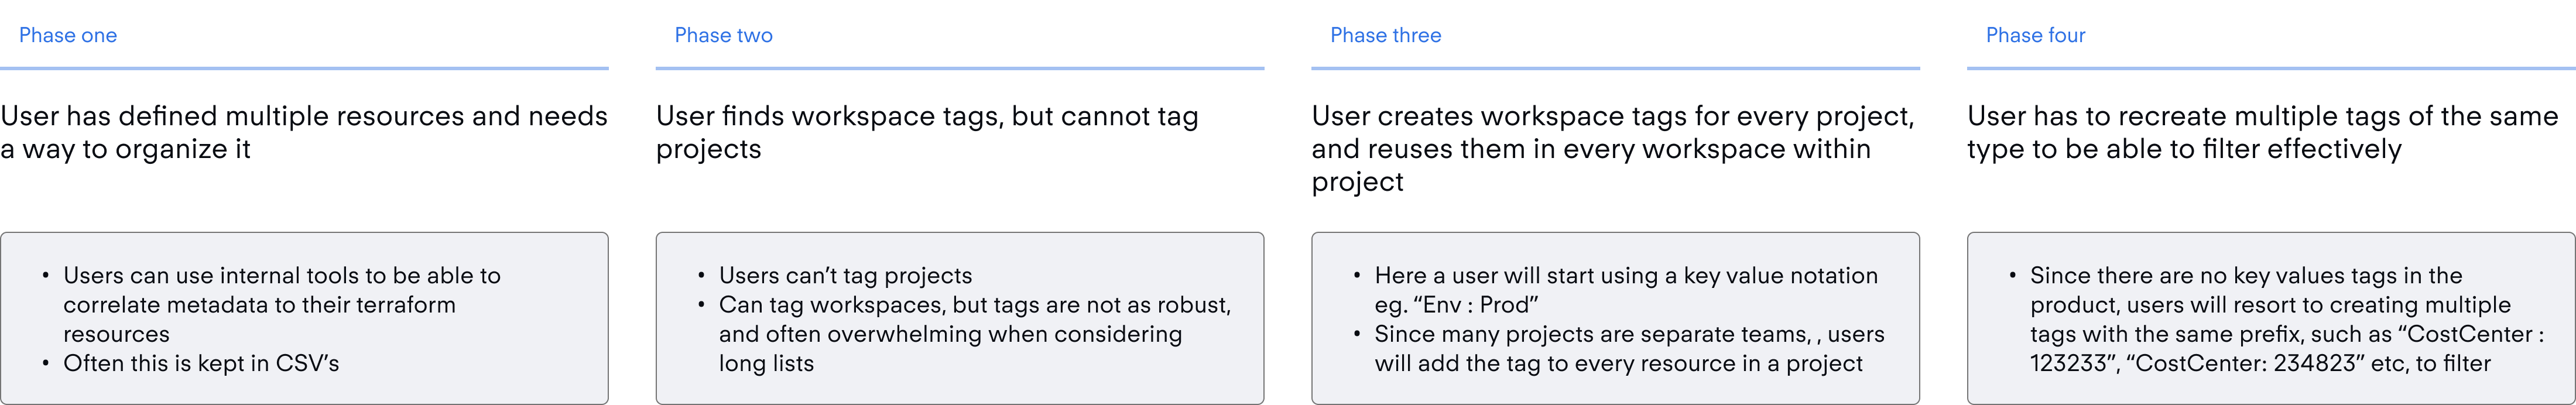 Phase one
User has defined multiple resources and needs
a way to organize it
• Users can use internal tools to be able to
correlate metadata to their terraform
resources
• Often this is kept in CSV’s
Phase two
User finds workspace tags, but cannot tag
projects
• Users can’t tag projects
• Can tag workspaces, but tags are not as robust,
and often overwhelming when considering
long lists
Phase three
User creates workspace tags for every project,
and reuses them in every workspace within
project
• Here a user will start using a key value notation
eg. “Env : Prod”
• Since many projects are separate teams, , users
will add the tag to every resource in a project
Phase four
User has to recreate multiple tags of the same
type to be able to filter effectively
• Since there are no key values tags in the
product, users will resort to creating multiple
tags with the same prefix, such as “CostCenter :
123233”, “CostCenter: 234823” etc, to filter